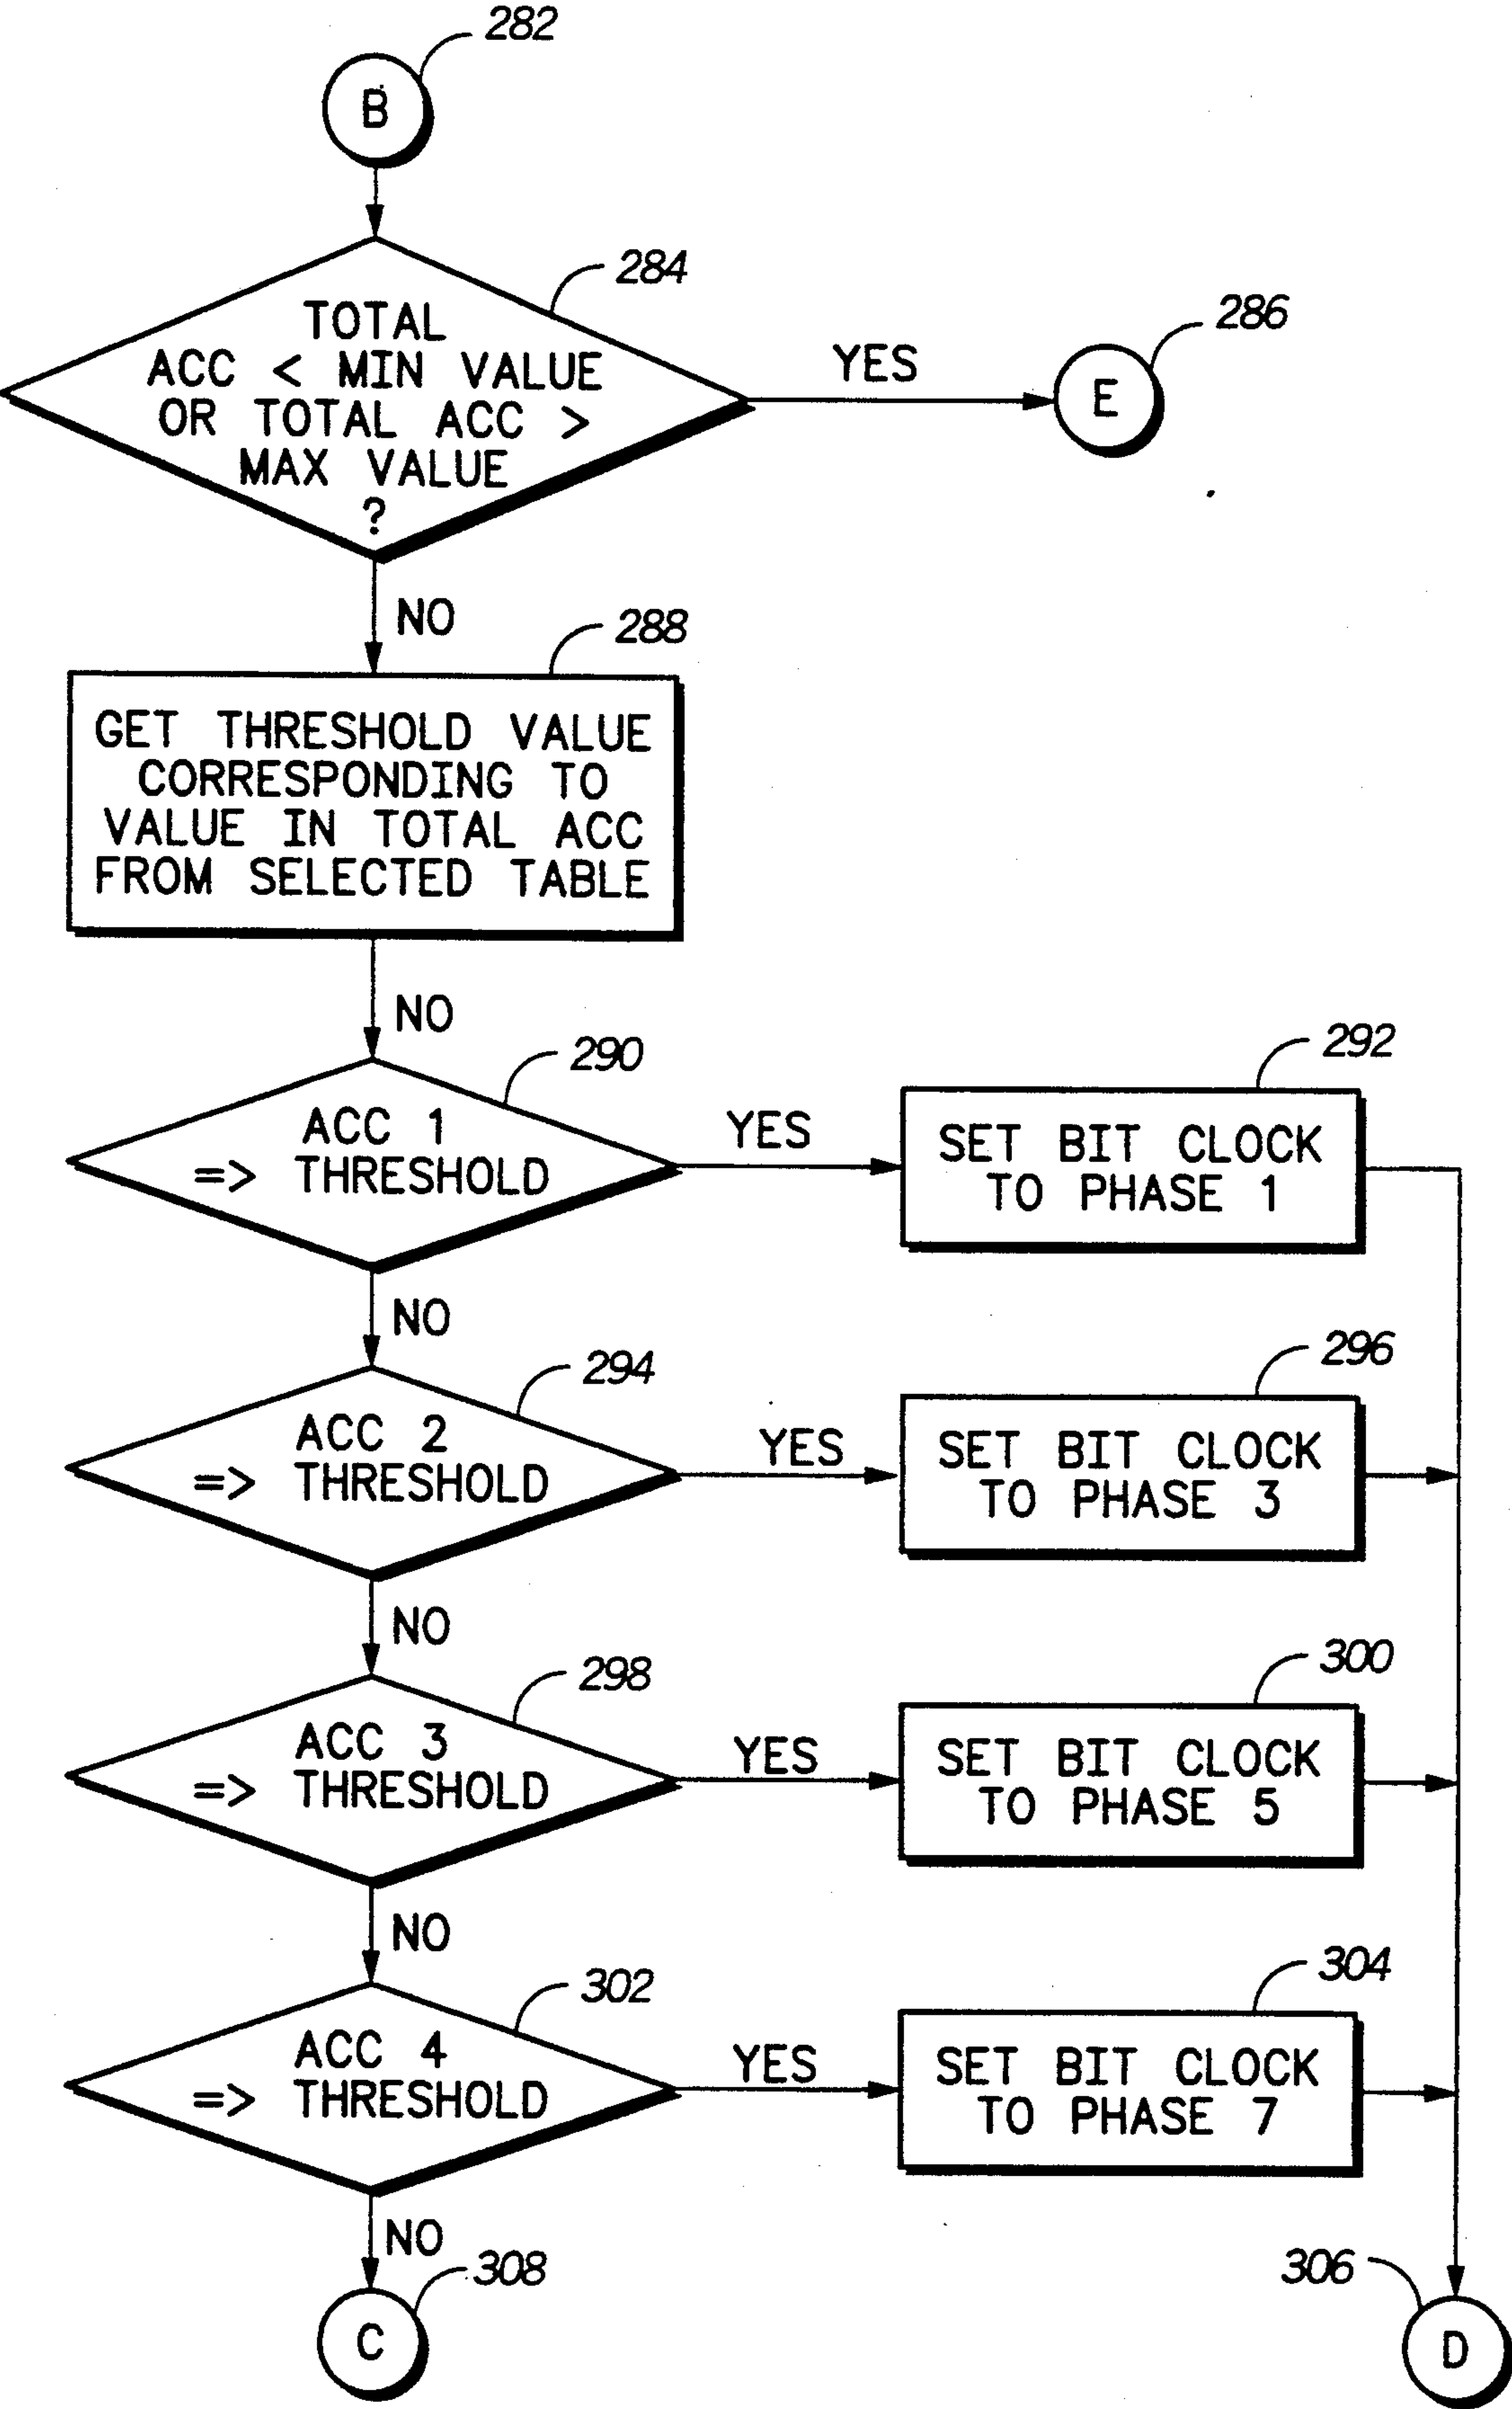 282
B
284
TOTAL
ACC < MIN VALUE
OR TOTAL ACC >
MAX VALUE
?
YES
286
E
NO
288
GET THRESHOLD VALUE
CORRESPONDING TO
VALUE IN TOTAL ACC
FROM SELECTED TABLE
NO
290
ACC 1
=> THRESHOLD
YES
292
SET BIT CLOCK
TO PHASE 1
NO
294
ACC 2
=> THRESHOLD
YES
296
SET BIT CLOCK
TO PHASE 3
NO
298
ACC 3
=> THRESHOLD
YES
300
SET BIT CLOCK
TO PHASE 5
NO
302
ACC 4
=> THRESHOLD
YES
304
SET BIT CLOCK
TO PHASE 7
NO
308
C
306
D